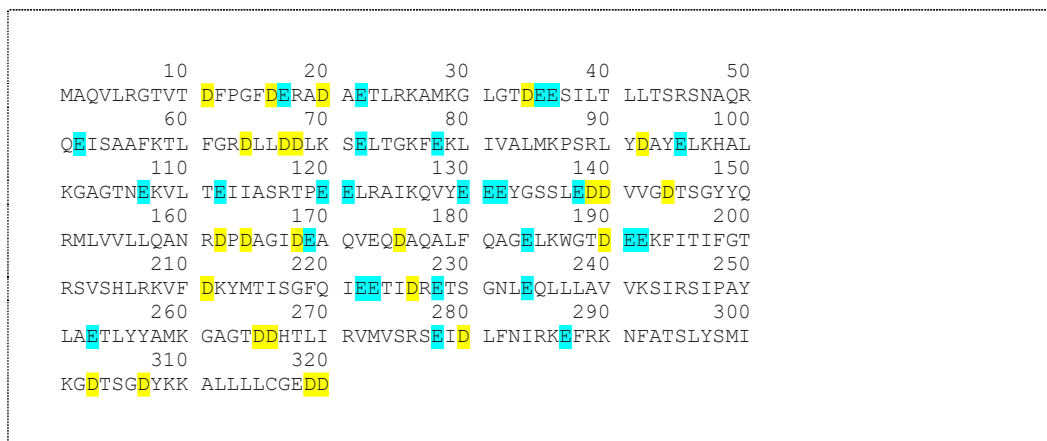 10 20 30 40 50
MAQVLRGTVT DFPGFDERAD AETLRKAMKG LGTDEESILT LLTSRSNAQR
60 70 80 90 100
QEISAAFKTL FGRDLLDDLK SELTGKFEKL IVALMKPSRL YDAYELKHAL
110 120 130 140 150
KGAGTNEKVL TEIIASRTPE ELRAIKQVYE EEYGSSLEDD VVGDTSGYYQ
160 170 180 190 200
RMLVVLLQAN RDPDAGIDEA QVEQDAQALF QAGELKWGTD EEKFITIFGT
210 220 230 240 250
RSVSHLRKVF DKYMTISGFQ IEETIDRETS GNLEQLLLAV VKSIRSIPAY
260 270 280 290 300
LAETLYYAMK GAGTDDHTLI RVMVSRSEID LFNIRKEFRK NFATSLYSMI
310 320
KGDTSGDYKK ALLLLCGEDD